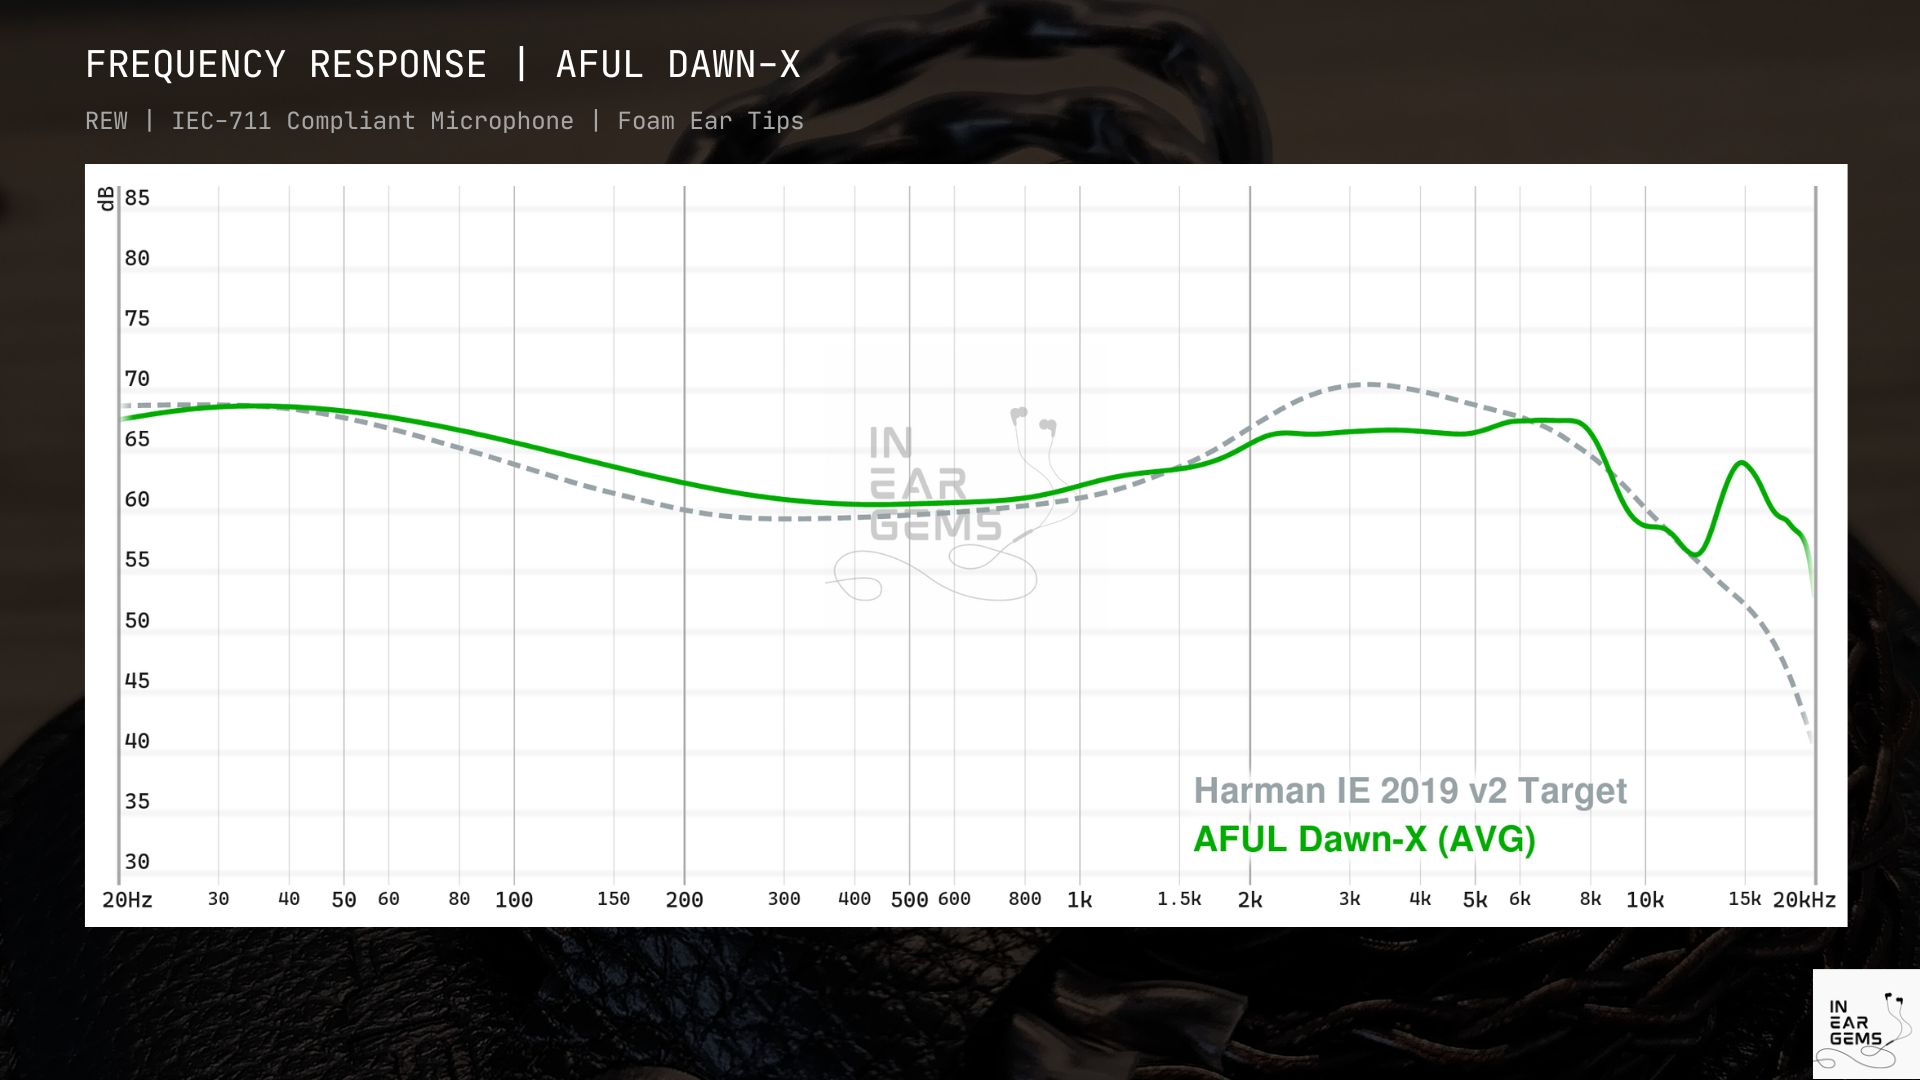 FREQUENCY RESPONSE | AFUL DAWN-X
REW | IEC-711 Compliant Microphone | Foam Ear Tips
dB
85
80
75
70
65
60
55
50
45
40
35
30
IN
EAR
GEMS
Harman IE 2019 v2 Target
AFUL Dawn-X (AVG)
20Hz 30 40 50 60 80 100 150 200 300 400 500 600 800 1k 1.5k 2k 3k 4k 5k 6k 8k 10k 15k 20kHz
IN
EAR
GEMS